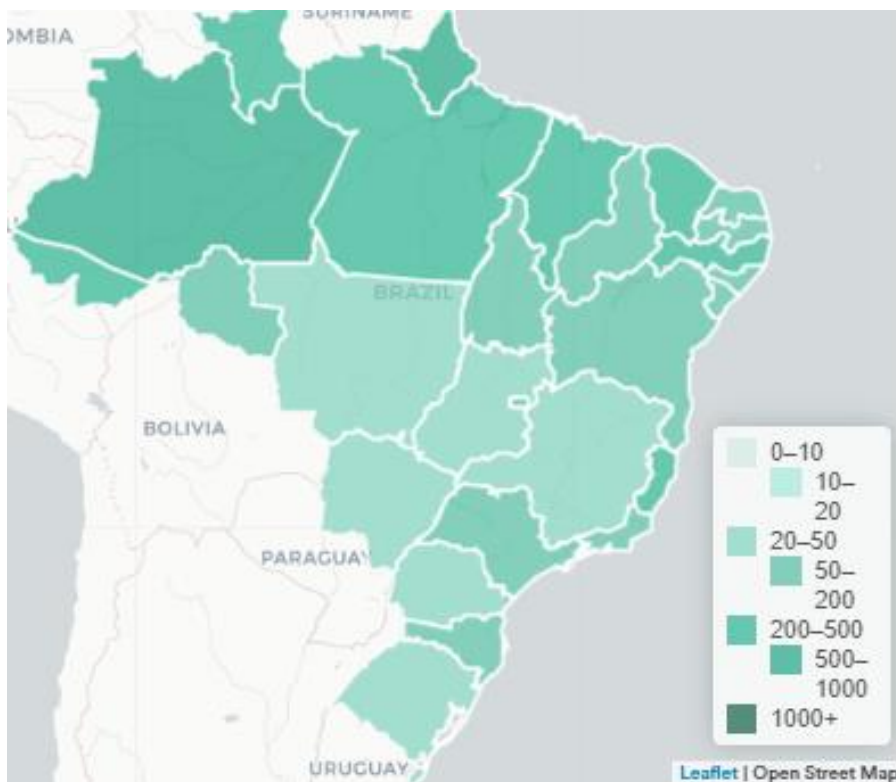 SURINAME
OMBIA
BRAZIL
BOLIVIA
PARAGUAY
URUGUAY
0–10
10–
20
20–50
50–
200
200–500
500–
1000
1000+
Leaflet | Open Street Map